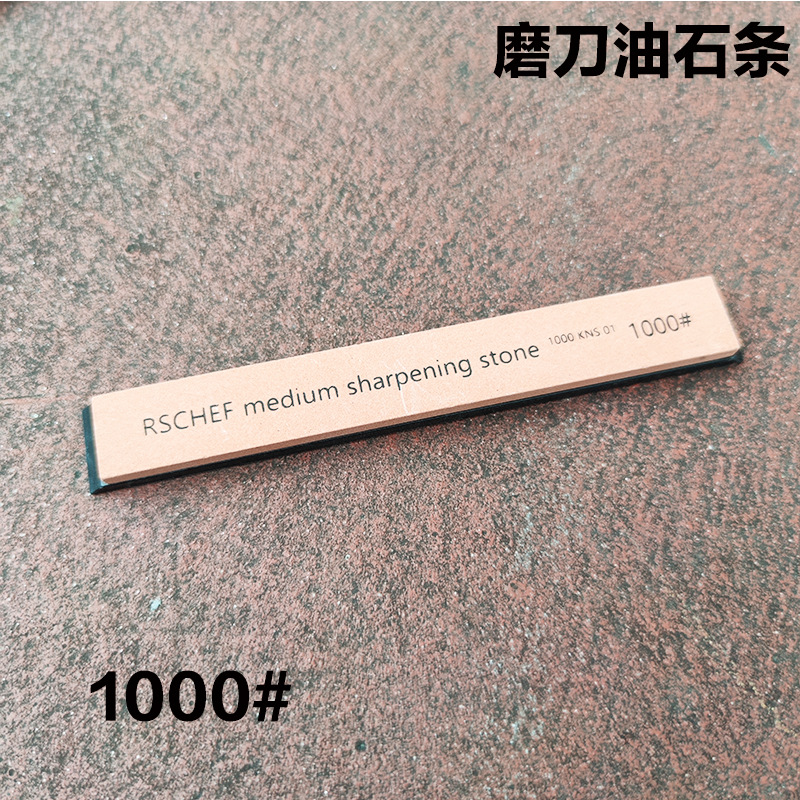 磨刀油石条
RSCHEF medium sharpening stone 1000 KNS 01 1000#
1000#